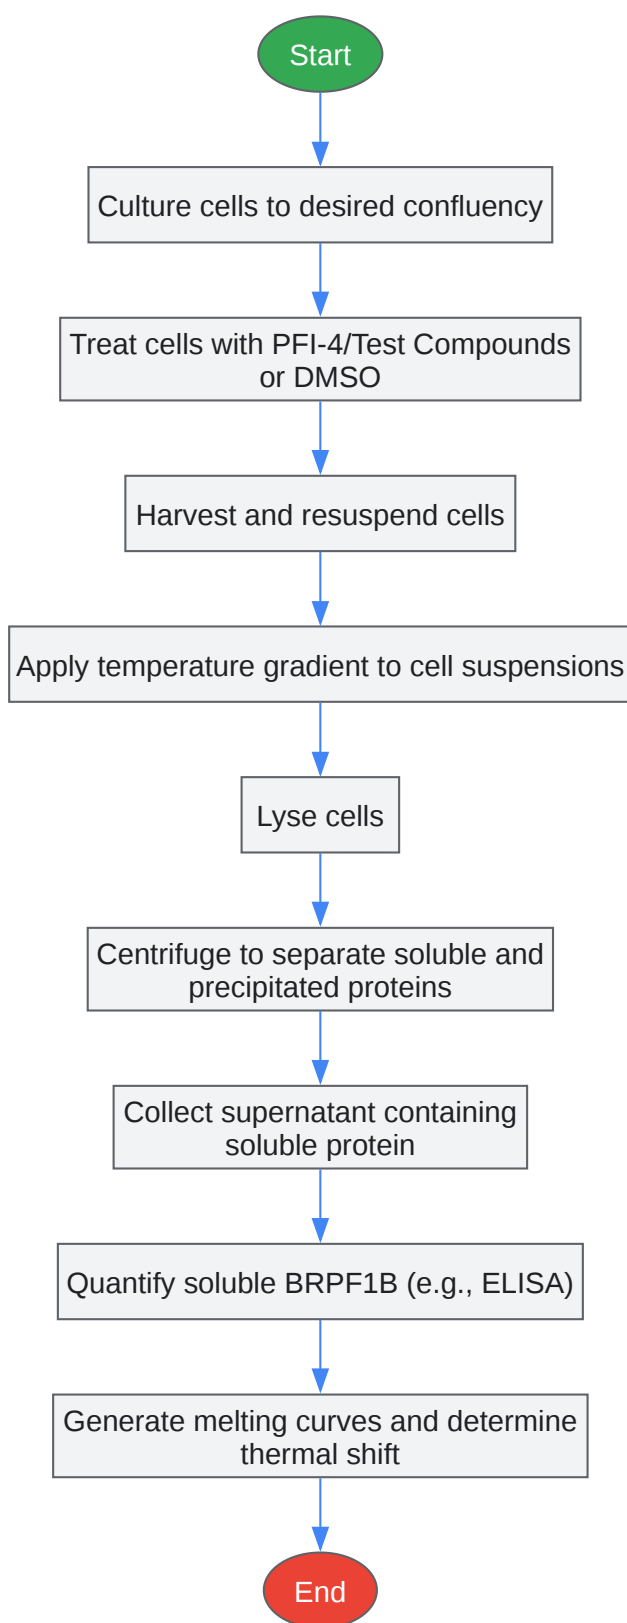 Start
Culture cells to desired confluency
Treat cells with PFI-4/Test Compounds
or DMSO
Harvest and resuspend cells
Apply temperature gradient to cell suspensions
Lyse cells
Centrifuge to separate soluble and
precipitated proteins
Collect supernatant containing
soluble protein
Quantify soluble BRPF1B (e.g., ELISA)
Generate melting curves and determine
thermal shift
End